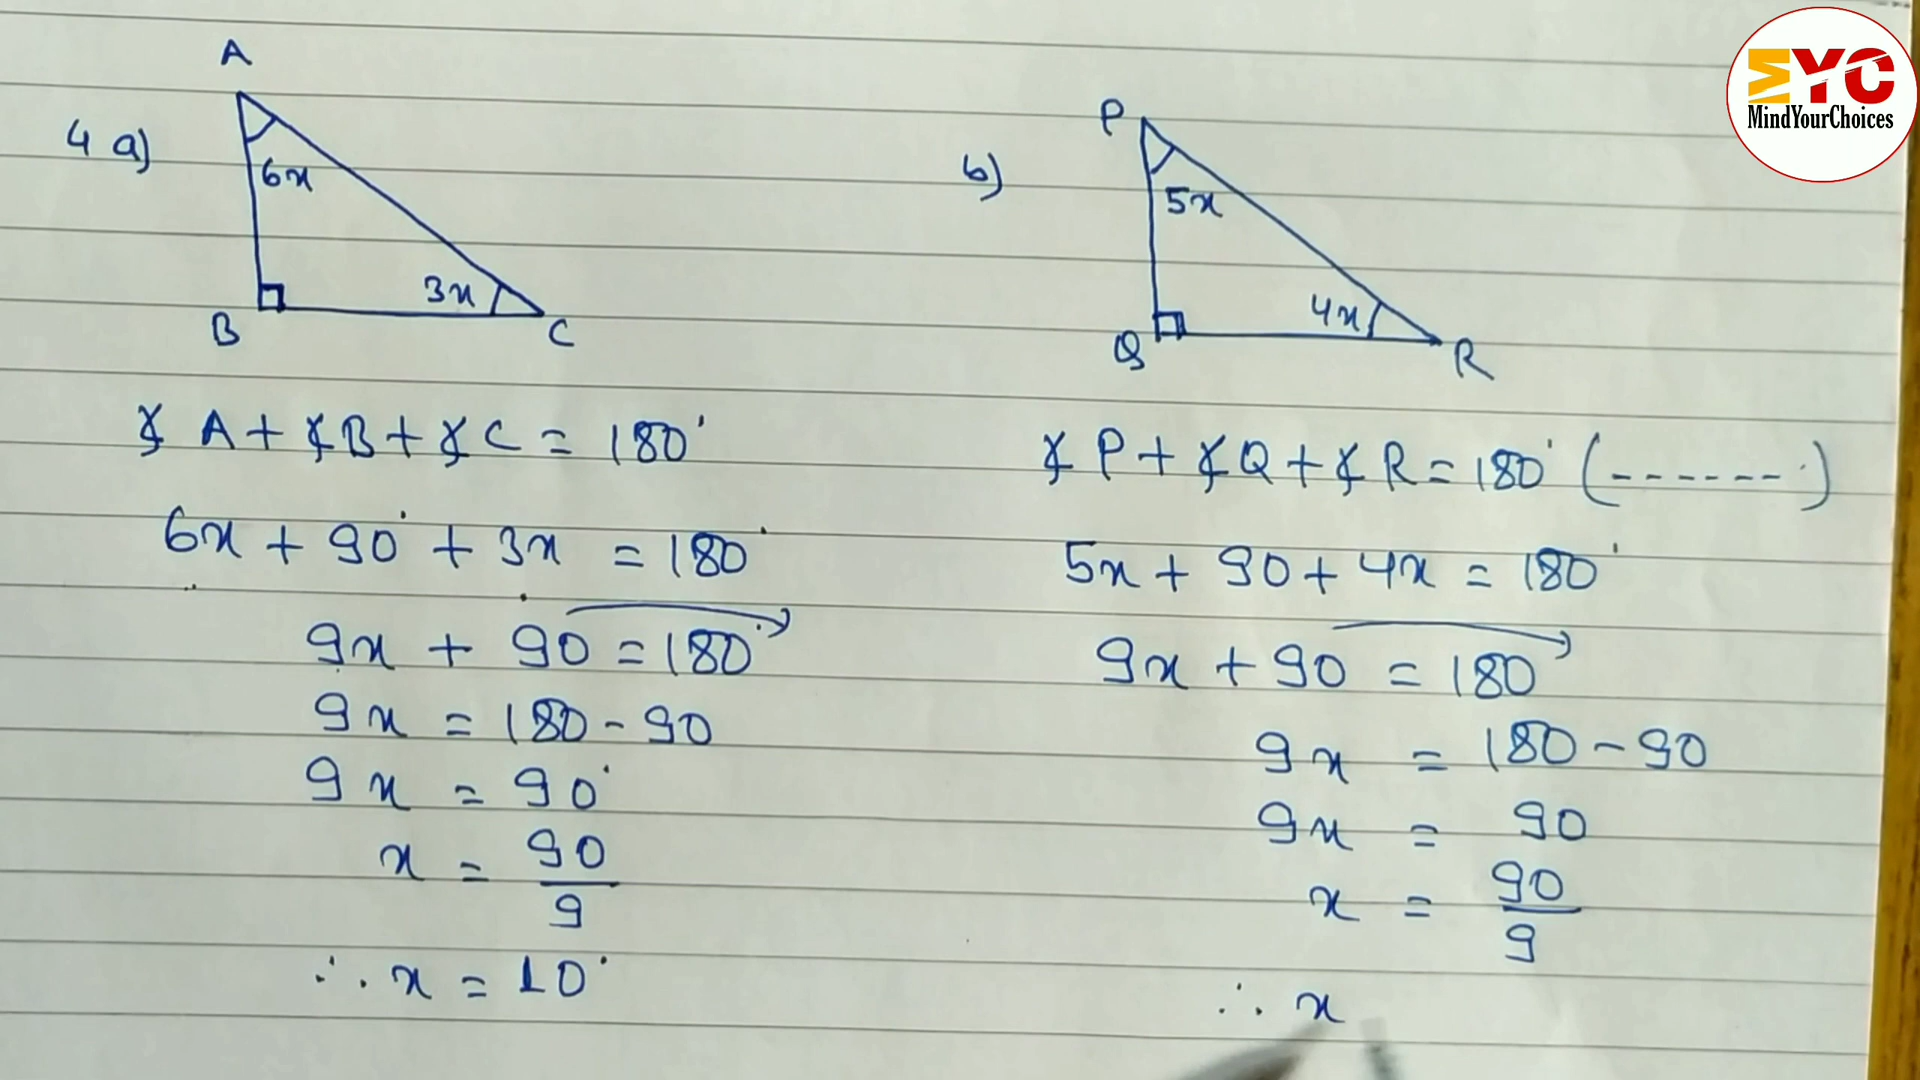 4 a)
A
6x
3x
B
C
∡A + ∡B + ∡C = 180°
6x + 90° + 3x = 180°
9x + 90 = 180°
9x = 180 - 90
9x = 90°
x = 90/9
∴ x = 10°
b)
P
5x
4x
Q
R
∡P + ∡Q + ∡R = 180° (------)
5x + 90 + 4x = 180°
9x + 90 = 180
9x = 180 - 90
9x = 90
x = 90/9
∴ x
MYC
MindYourChoices